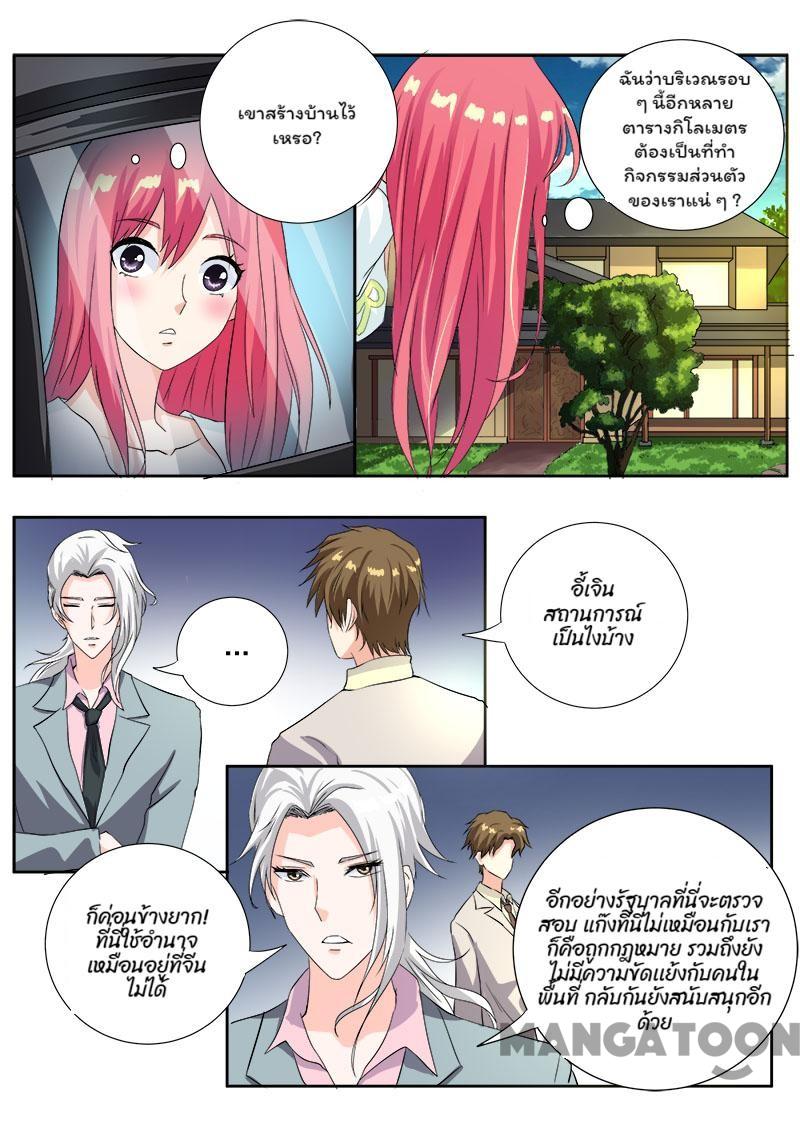 เขาสร้างบ้านไว้
เหรอ?
ฉันว่าบริเวณรอบ
ๆ นี้อีกหลาย
ตารางกิโลเมตร
ต้องเป็นที่ทำ
กิจกรรมส่วนตัว
ของเราแน่ ๆ ?
R
...
อี้เจิน
สถานการณ์
เป็นไงบ้าง
ก็ค่อนข้างยาก!
ที่นี่ใช้อำนาจ
เหมือนอยู่ที่จีน
ไม่ได้
อีกอย่างรัฐบาลที่นี่จะตรวจ
สอบ แก๊งที่นี่ไม่เหมือนกับเรา
ก็คือถูกกฎหมาย รวมถึงยัง
ไม่มีความขัดแย้งกับคนใน
พื้นที่ กลับกันยังสนับสนุกอีก
ด้วย
MANGATOON